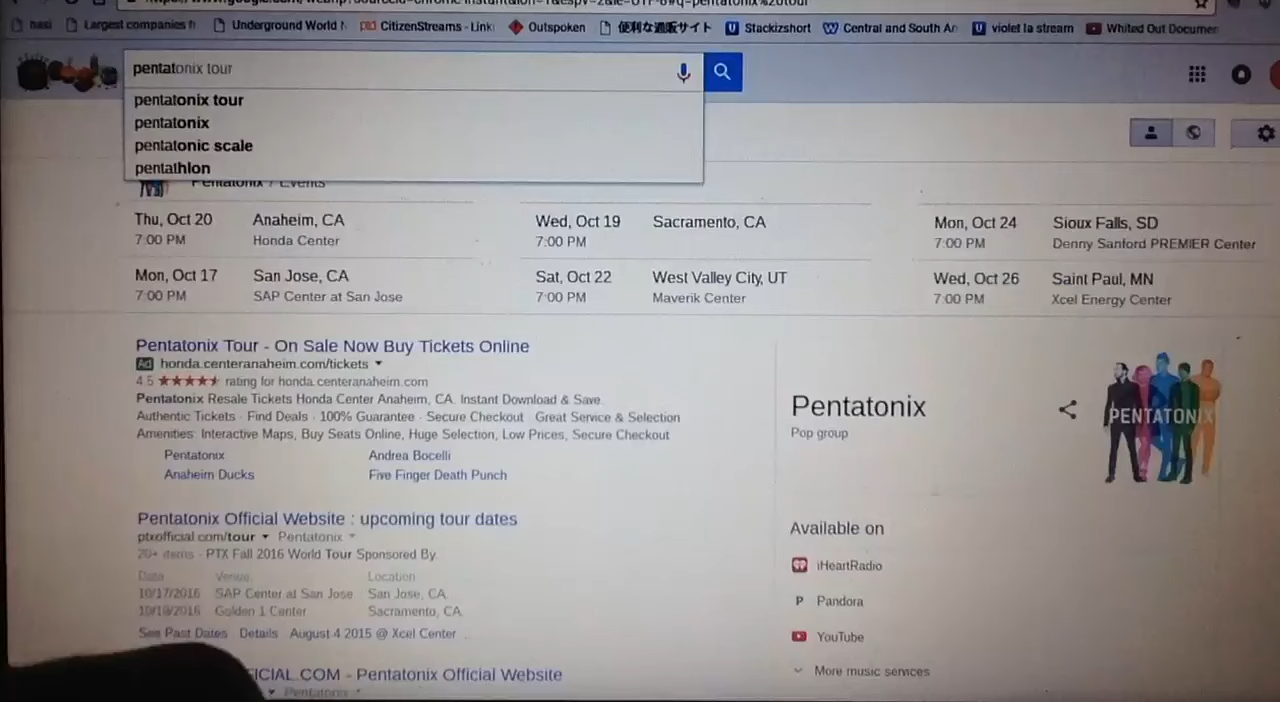 nasi Largest companies fr Underground World N CitizenStreams - Link Outspoken 便利な通販サイト Stackizshort Central and South An violet la stream Whited Out Documen
pentatonix tour
pentatonix tour
pentatonix
pentatonic scale
pentathlon
Pentatonix / Events
Thu, Oct 20 Anaheim, CA Wed, Oct 19 Sacramento, CA Mon, Oct 24 Sioux Falls, SD
7:00 PM Honda Center 7:00 PM 7:00 PM Denny Sanford PREMIER Center
Mon, Oct 17 San Jose, CA Sat, Oct 22 West Valley City, UT Wed, Oct 26 Saint Paul, MN
7:00 PM SAP Center at San Jose 7:00 PM Maverik Center 7:00 PM Xcel Energy Center
Pentatonix Tour - On Sale Now Buy Tickets Online
Ad honda.centeranaheim.com/tickets
4.5 ★★★★★ rating for honda.centeranaheim.com
Pentatonix Resale Tickets Honda Center Anaheim, CA. Instant Download & Save.
Authentic Tickets · Find Deals · 100% Guarantee · Secure Checkout · Great Service & Selection
Amenities: Interactive Maps, Buy Seats Online, Huge Selection, Low Prices, Secure Checkout
Pentatonix Andrea Bocelli
Anaheim Ducks Five Finger Death Punch
Pentatonix Official Website : upcoming tour dates
ptxofficial.com/tour Pentatonix
20+ items - PTX Fall 2016 World Tour Sponsored By.
Date Venue Location
10/17/2016 SAP Center at San Jose San Jose, CA
10/19/2016 Golden 1 Center Sacramento, CA
See Past Dates Details August 4 2015 @ Xcel Center
ICIAL.COM - Pentatonix Official Website
Pentatonix
Pentatonix
Pop group
PENTATONIX
Available on
iHeartRadio
Pandora
YouTube
More music services